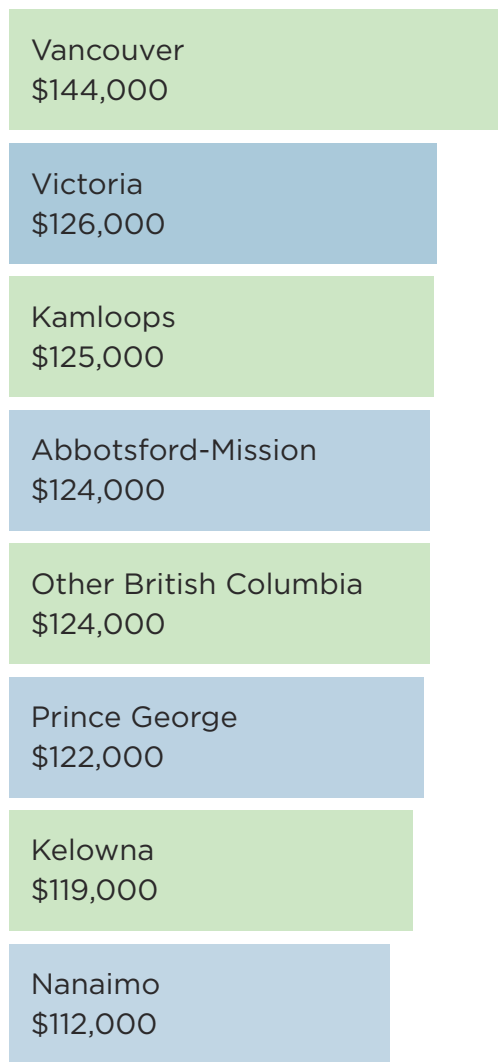 Vancouver
$144,000
Victoria
$126,000
Kamloops
$125,000
Abbotsford-Mission
$124,000
Other British Columbia
$124,000
Prince George
$122,000
Kelowna
$119,000
Nanaimo
$112,000